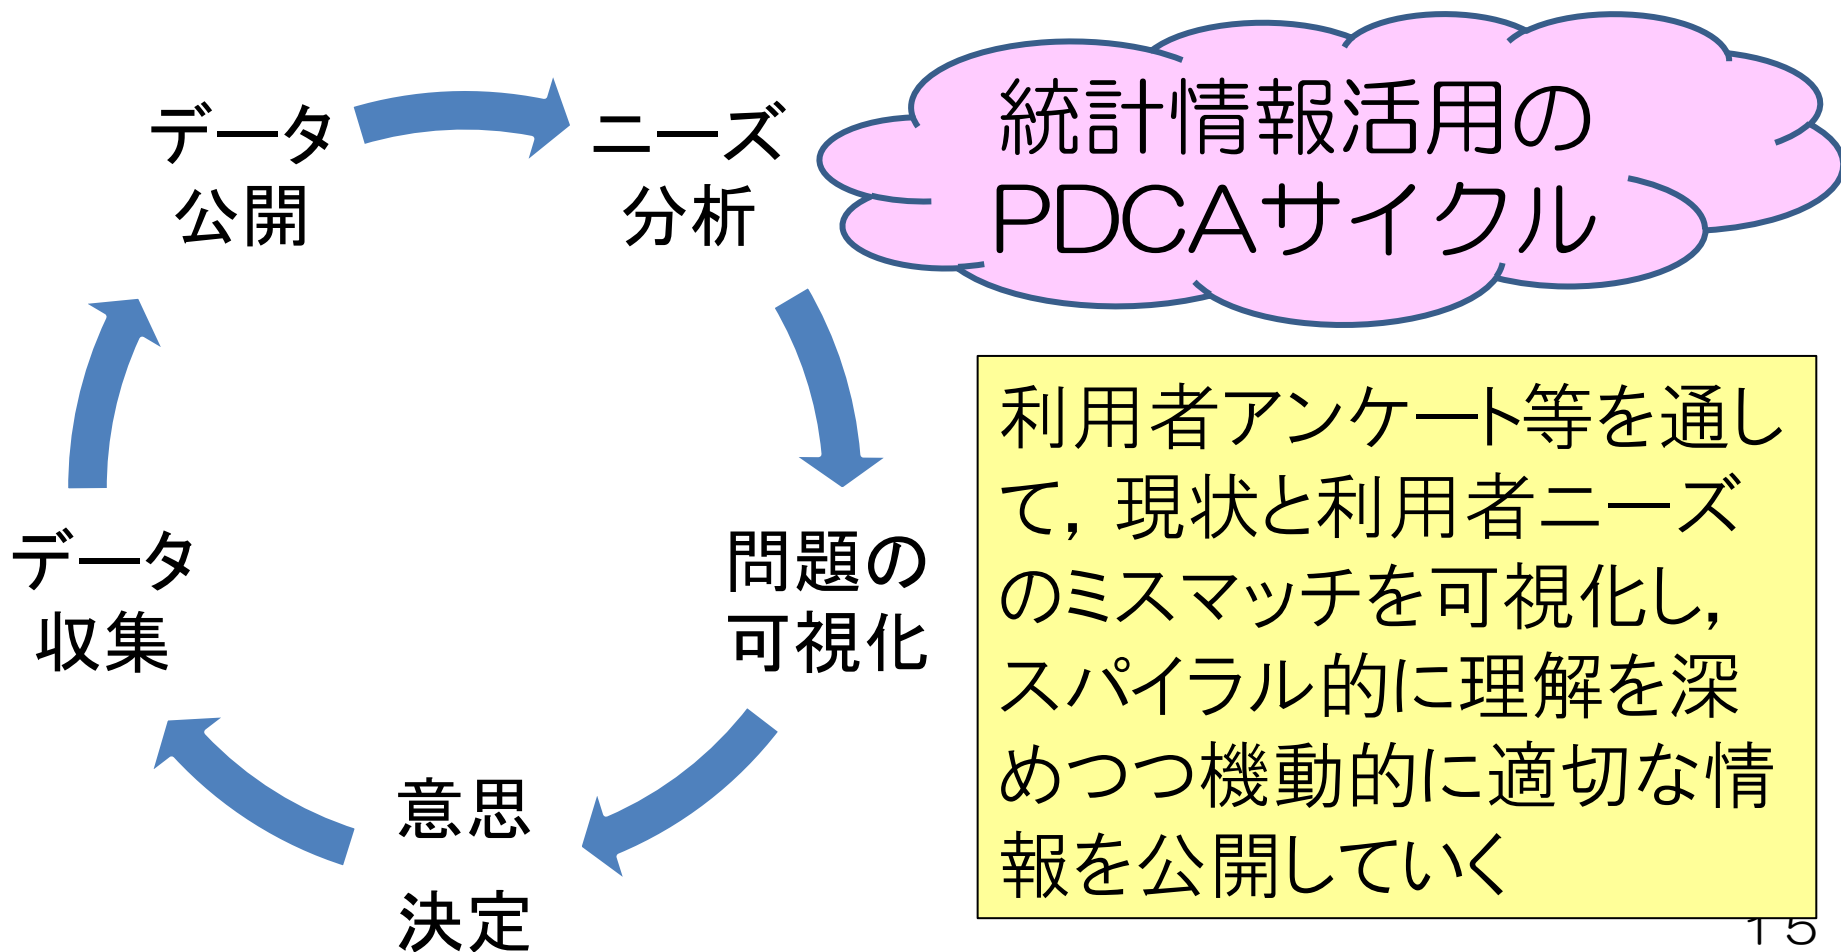 データ
公開
ニーズ
分析
統計情報活用の
PDCAサイクル
問題の
可視化
意思
決定
データ
収集
利用者アンケート等を通し
て，現状と利用者ニーズ
のミスマッチを可視化し，
スパイラル的に理解を深
めつつ機動的に適切な情
報を公開していく
15